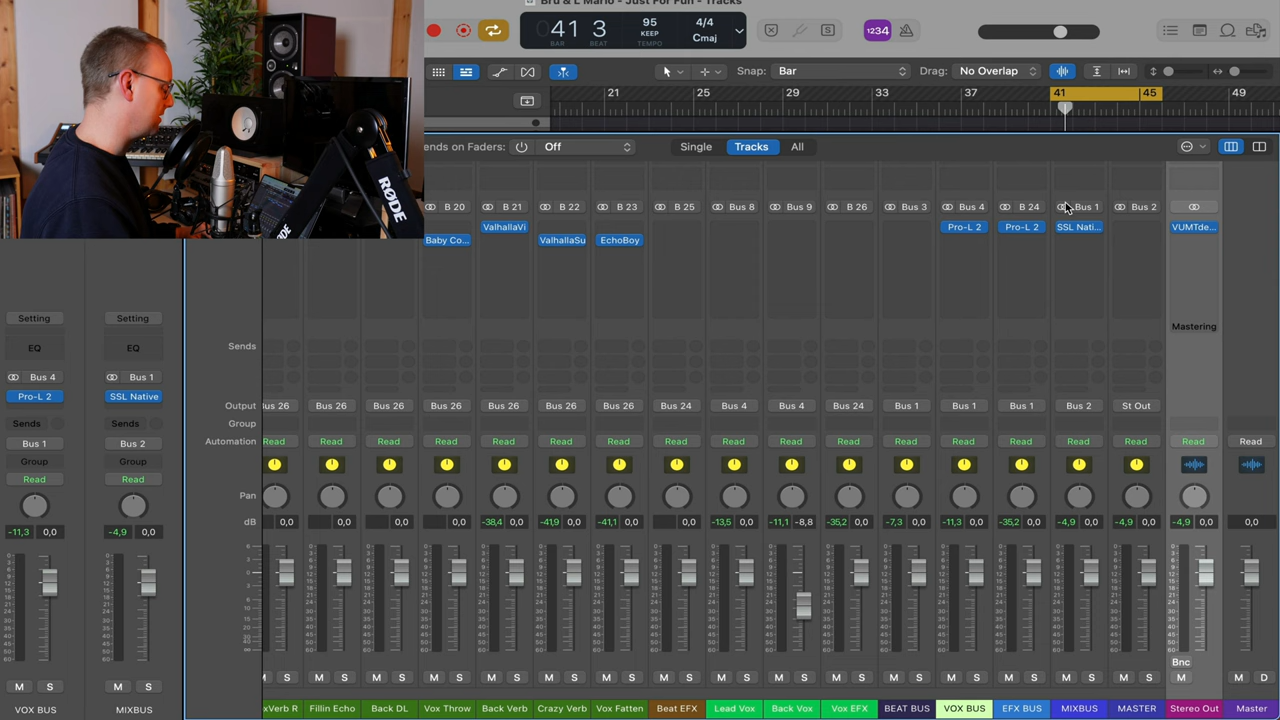 Bru & L Mario - Just For Fun - Tracks
041 3
BAR BEAT
95
KEEP
TEMPO
4/4
Cmaj
S
1234
Snap: Bar
Drag: No Overlap
21 25 29 33 37 41 45 49
ends on Faders: Off
Single Tracks All
B 20 B 21 B 22 B 23 B 25 Bus 8 Bus 9 B 26 Bus 3 Bus 4 B 24 Bus 1 Bus 2
ValhallaVi Pro-L 2 Pro-L 2 SSL Nati... VUMTde...
Baby Co... ValhallaSu EchoBoy
RØDE
Setting Setting
EQ EQ
Mastering
Sends
Bus 4 Bus 1
Pro-L 2 SSL Native
Output Bus 26 Bus 26 Bus 26 Bus 26 Bus 26 Bus 26 Bus 26 Bus 24 Bus 4 Bus 4 Bus 24 Bus 1 Bus 1 Bus 1 Bus 2 St Out
Sends Sends
Group
Bus 1 Bus 2
Automation Read Read Read Read Read Read Read Read Read Read Read Read Read Read Read Read Read Read
Group Group
Read Read
Pan
dB 0,0 0,0 0,0 0,0 -38,4 0,0 -41,9 0,0 -41,1 0,0 0,0 -13,5 0,0 -11,1 -8,8 -35,2 0,0 -7,3 0,0 -11,3 0,0 -35,2 0,0 -4,9 0,0 -4,9 0,0 -4,9 0,0 0,0
-11,3 0,0 -4,9 0,0
Bnc
S M S M S M S M S M S M S M S M S M S M S M S M S M S M S M S M M D
M S M S
VOX BUS MIXBUS
xVerb R Fillin Echo Back DL Vox Throw Back Verb Crazy Verb Vox Fatten Beat EFX Lead Vox Back Vox Vox EFX BEAT BUS VOX BUS EFX BUS MIXBUS MASTER Stereo Out Master